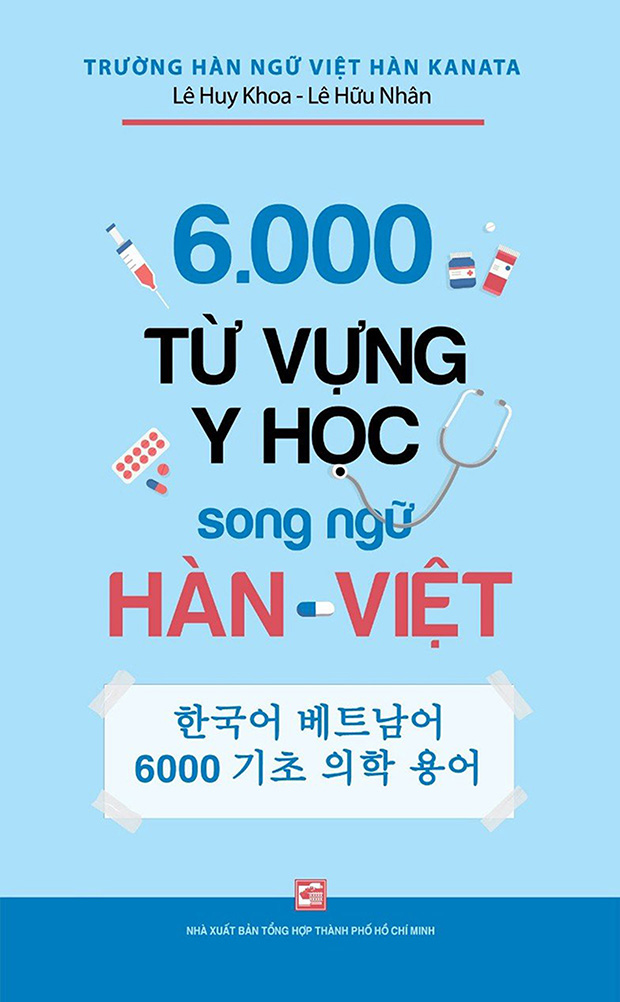 TRƯỜNG HÀN NGỮ VIỆT HÀN KANATA
Lê Huy Khoa - Lê Hữu Nhân
6.000
TỪ VỰNG
Y HỌC
song ngữ
HÀN - VIỆT
한국어 베트남어
6000 기초 의학 용어
NHÀ XUẤT BẢN TỔNG HỢP THÀNH PHỐ HỒ CHÍ MINH